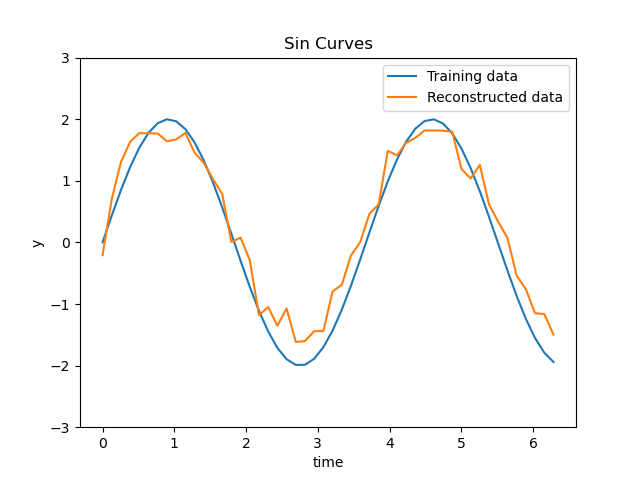 Sin Curves
Training data
Reconstructed data
3
2
1
0
−1
−2
−3
y
0 1 2 3 4 5 6
time